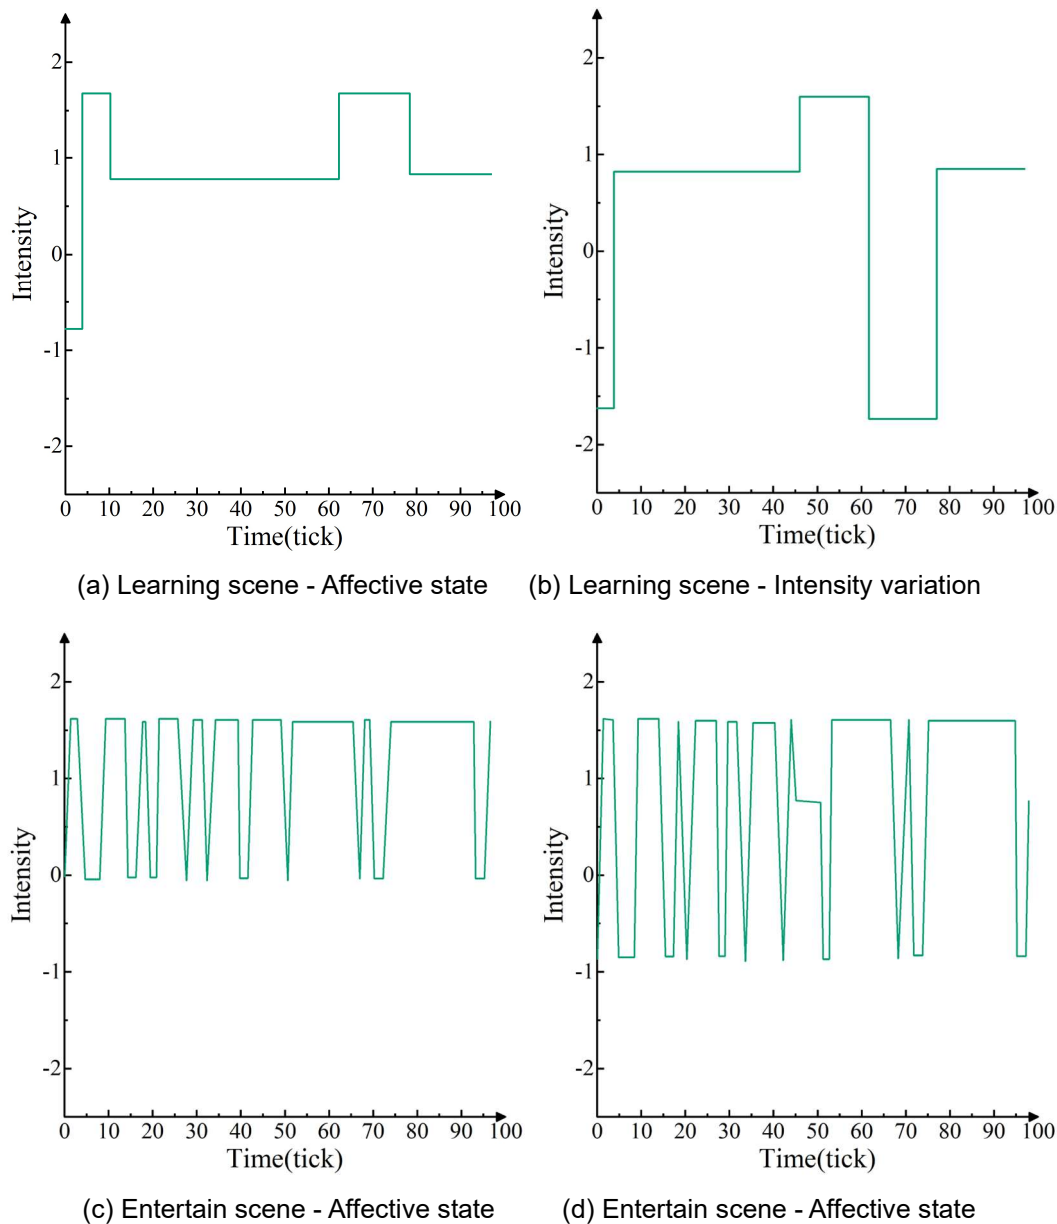 2
1
0
-1
-2
Intensity
0 10 20 30 40 50 60 70 80 90 100
Time(tick)
(a) Learning scene - Affective state
2
1
0
-1
-2
Intensity
0 10 20 30 40 50 60 70 80 90 100
Time(tick)
(b) Learning scene - Intensity variation
2
1
0
-1
-2
Intensity
0 10 20 30 40 50 60 70 80 90 100
Time(tick)
(c) Entertain scene - Affective state
2
1
0
-1
-2
Intensity
0 10 20 30 40 50 60 70 80 90 100
Time(tick)
(d) Entertain scene - Affective state